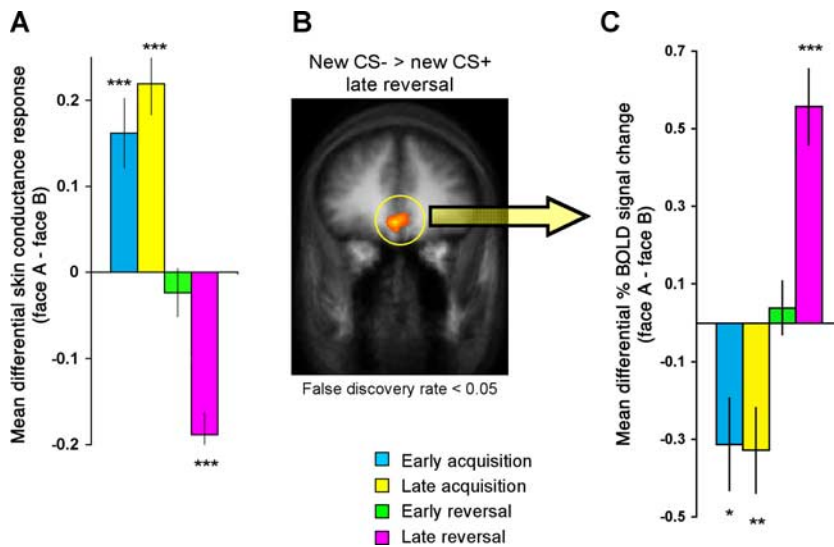 A
Mean differential skin conductance response
(face A - face B)
0.2
0.1
0
-0.1
-0.2
***
***
***
B
New CS- > new CS+
late reversal
False discovery rate < 0.05
Early acquisition
Late acquisition
Early reversal
Late reversal
C
Mean differential % BOLD signal change
(face A - face B)
0.7
0.5
0.3
0.1
-0.1
-0.3
-0.5
***
*
**